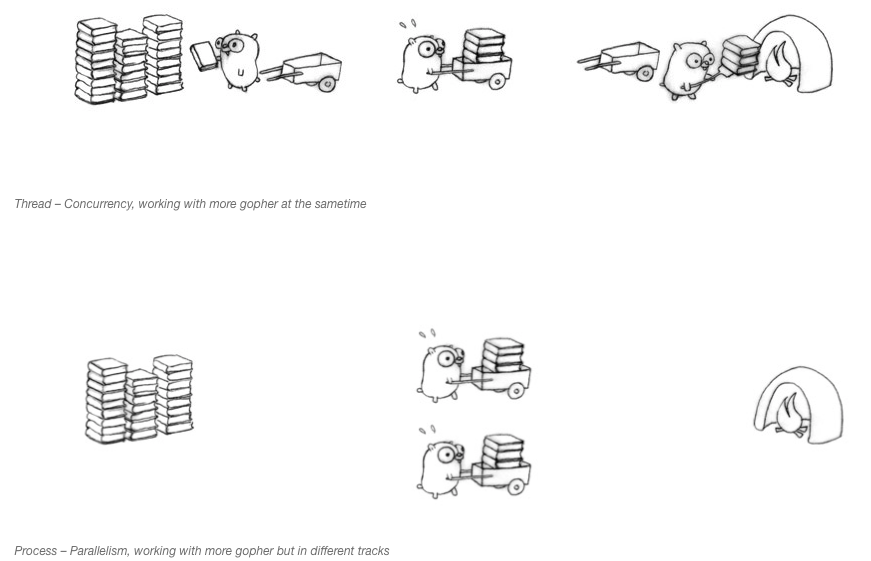 Thread – Concurrency, working with more gopher at the sametime
Process – Parallelism, working with more gopher but in different tracks